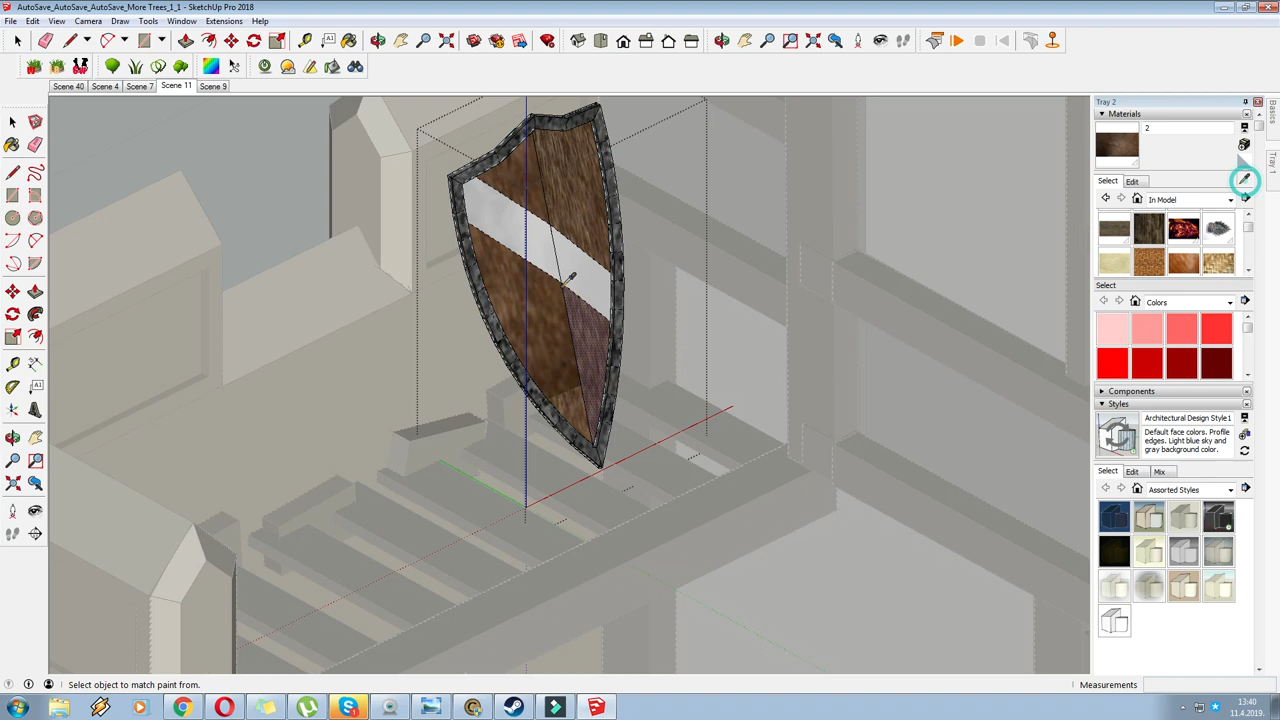 AutoSave_AutoSave_AutoSave_More Trees_1_1 - SketchUp Pro 2018
File Edit View Camera Draw Tools Window Extensions Help
Scene 40 Scene 4 Scene 7 Scene 11 Scene 9
Tray 2
Materials
2
Select Edit
In Model
Select
Colors
Components
Styles
Architectural Design Style1
Default face colors. Profile
edges. Light blue sky and
gray background color.
Select Edit Mix
Assorted Styles
Basics
Tray 1
Select object to match paint from.
Measurements
13:40
11.4.2019.